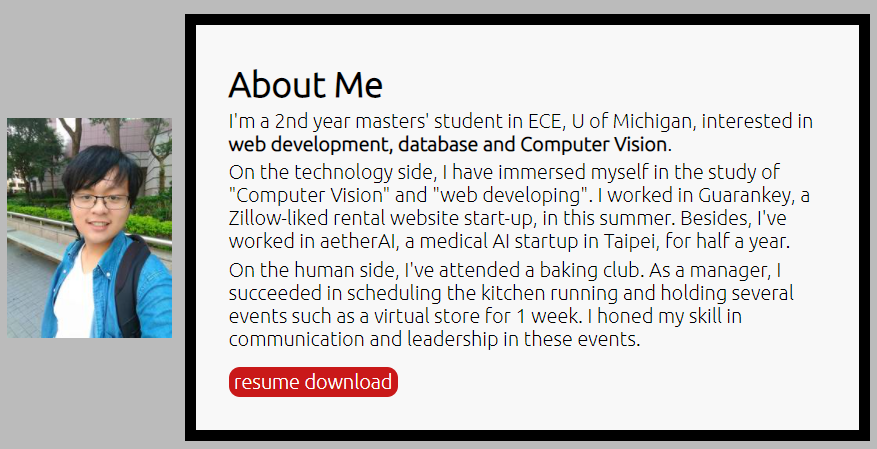 About Me
I'm a 2nd year masters' student in ECE, U of Michigan, interested in
web development, database and Computer Vision.
On the technology side, I have immersed myself in the study of
"Computer Vision" and "web developing". I worked in Guarankey, a
Zillow-liked rental website start-up, in this summer. Besides, I've
worked in aetherAI, a medical AI startup in Taipei, for half a year.
On the human side, I've attended a baking club. As a manager, I
succeeded in scheduling the kitchen running and holding several
events such as a virtual store for 1 week. I honed my skill in
communication and leadership in these events.
resume download